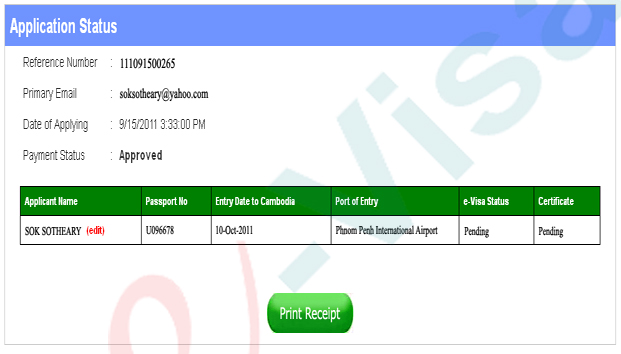 Application Status
Reference Number : 111091500265
Primary Email : soksotheary@yahoo.com
Date of Applying : 9/15/2011 3:33:00 PM
Payment Status : Approved
Applicant Name Passport No Entry Date to Cambodia Port of Entry e-Visa Status Certificate
SOK SOTHEARY (edit) U096678 10-Oct-2011 Phnom Penh International Airport Pending Pending
Print Receipt
e-Visa